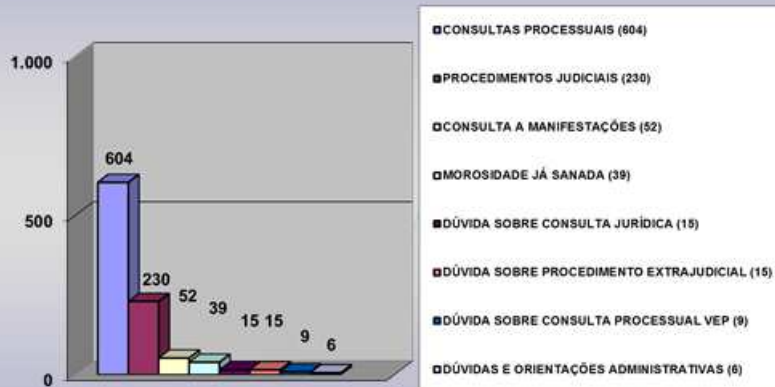 1.000
500
0
604
230
52
39
15
15
9
6
CONSULTAS PROCESSUAIS (604)
PROCEDIMENTOS JUDICIAIS (230)
CONSULTA A MANIFESTAÇÕES (52)
MOROSIDADE JÁ SANADA (39)
DÚVIDA SOBRE CONSULTA JURÍDICA (15)
DÚVIDA SOBRE PROCEDIMENTO EXTRAJUDICIAL (15)
DÚVIDA SOBRE CONSULTA PROCESSUAL VEP (9)
DÚVIDAS E ORIENTAÇÕES ADMINISTRATIVAS (6)